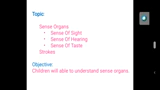 Topic
Sense Organs
• Sense Of Sight
• Sense Of Hearing
• Sense Of Taste
Strokes
Objective:
Children will able to understand sense organs.